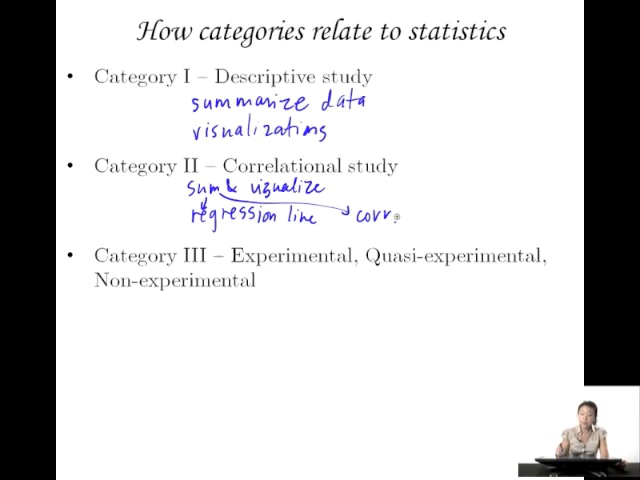 How categories relate to statistics
• Category I – Descriptive study
summarize data
visualizations
• Category II – Correlational study
sum & vizualize
regression line corr.
• Category III – Experimental, Quasi-experimental,
Non-experimental